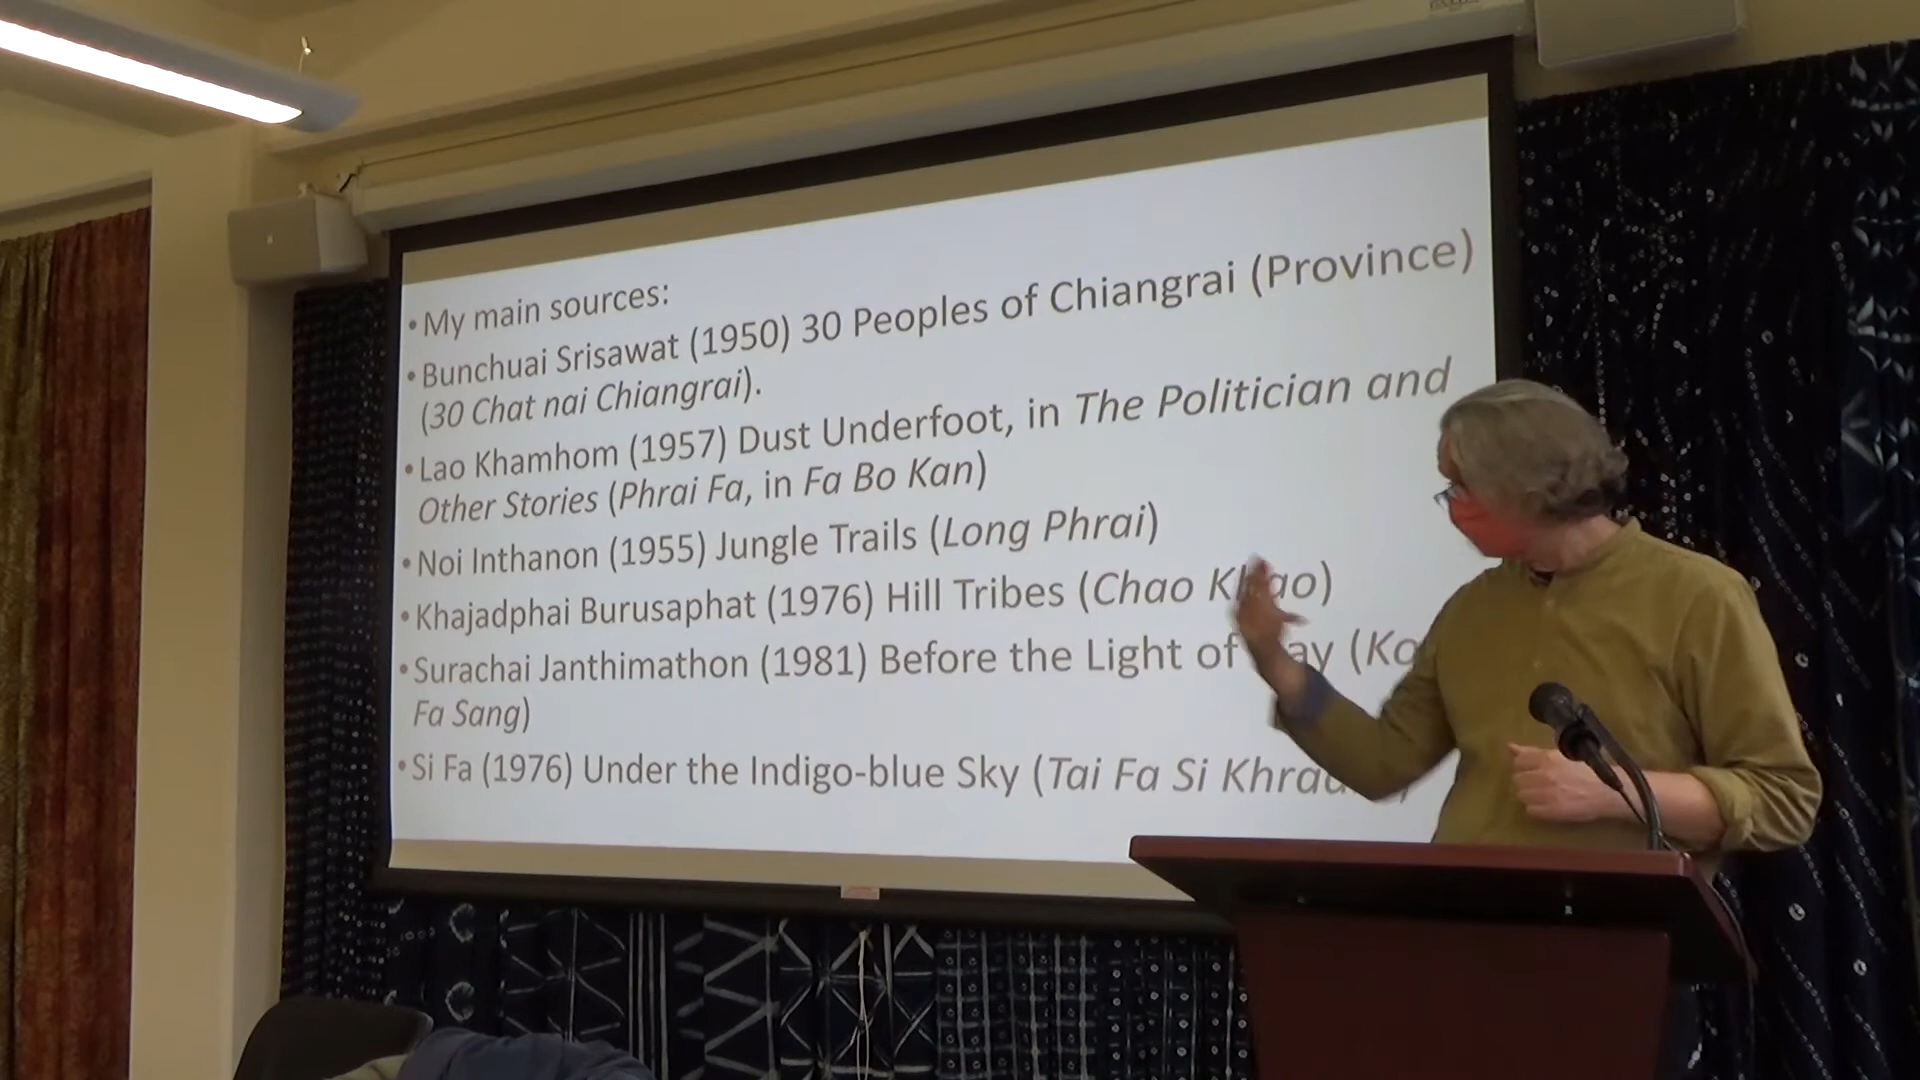 • My main sources:
• Bunchuai Srisawat (1950) 30 Peoples of Chiangrai (Province)
(30 Chat nai Chiangrai).
• Lao Khamhom (1957) Dust Underfoot, in The Politician and
Other Stories (Phrai Fa, in Fa Bo Kan)
• Noi Inthanon (1955) Jungle Trails (Long Phrai)
• Khajadphai Burusaphat (1976) Hill Tribes (Chao Khao)
• Surachai Janthimathon (1981) Before the Light of Day (
Fa Sang)
• Si Fa (1976) Under the Indigo-blue Sky (Tai Fa Si